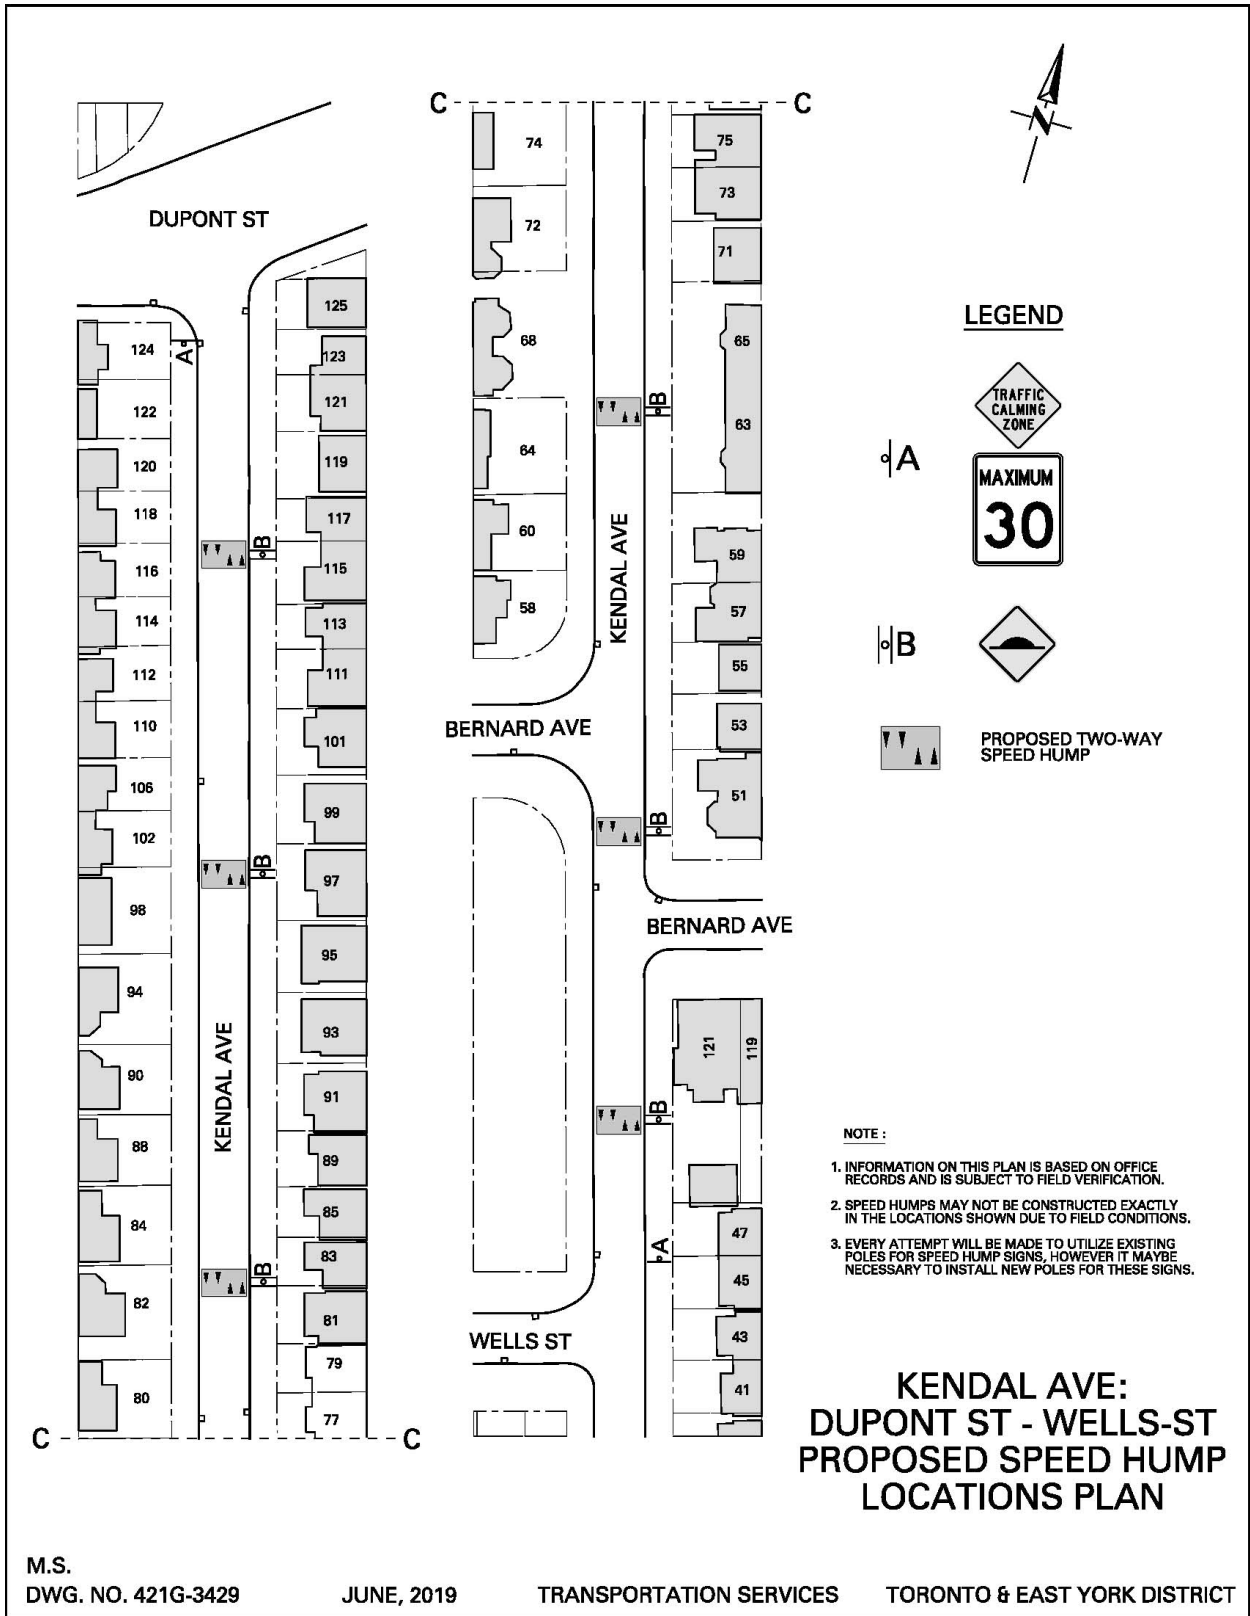 C
C
DUPONT ST
124
122
120
118
116
114
112
110
106
102
98
94
90
88
84
82
80
A
KENDAL AVE
B
B
B
125
123
121
119
117
115
113
111
101
99
97
95
93
91
89
85
83
81
79
77
C
C
74
72
68
64
60
58
KENDAL AVE
B
75
73
71
65
63
59
57
55
53
51
BERNARD AVE
B
BERNARD AVE
121
119
B
A
47
45
43
41
WELLS ST
N
LEGEND
A
TRAFFIC
CALMING
ZONE
MAXIMUM
30
B
PROPOSED TWO-WAY
SPEED HUMP
NOTE :
1. INFORMATION ON THIS PLAN IS BASED ON OFFICE
RECORDS AND IS SUBJECT TO FIELD VERIFICATION.
2. SPEED HUMPS MAY NOT BE CONSTRUCTED EXACTLY
IN THE LOCATIONS SHOWN DUE TO FIELD CONDITIONS.
3. EVERY ATTEMPT WILL BE MADE TO UTILIZE EXISTING
POLES FOR SPEED HUMP SIGNS, HOWEVER IT MAYBE
NECESSARY TO INSTALL NEW POLES FOR THESE SIGNS.
KENDAL AVE:
DUPONT ST - WELLS-ST
PROPOSED SPEED HUMP
LOCATIONS PLAN
M.S.
DWG. NO. 421G-3429
JUNE, 2019
TRANSPORTATION SERVICES
TORONTO & EAST YORK DISTRICT